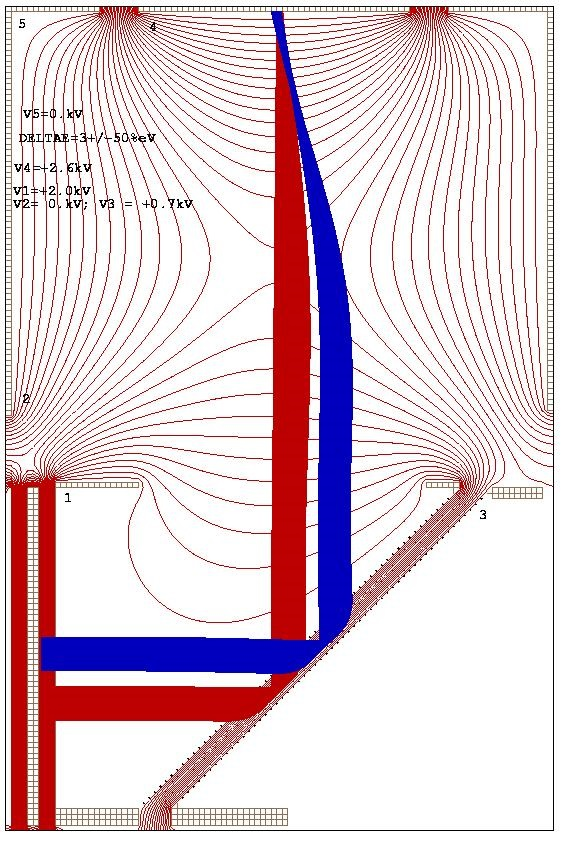 5
4
V5=0.kV
DELTAE=3+/-50%eV
V4=+2.6kV
V1=+2.0kV
V2= 0.kV; V3 = +0.7kV
2
1
3